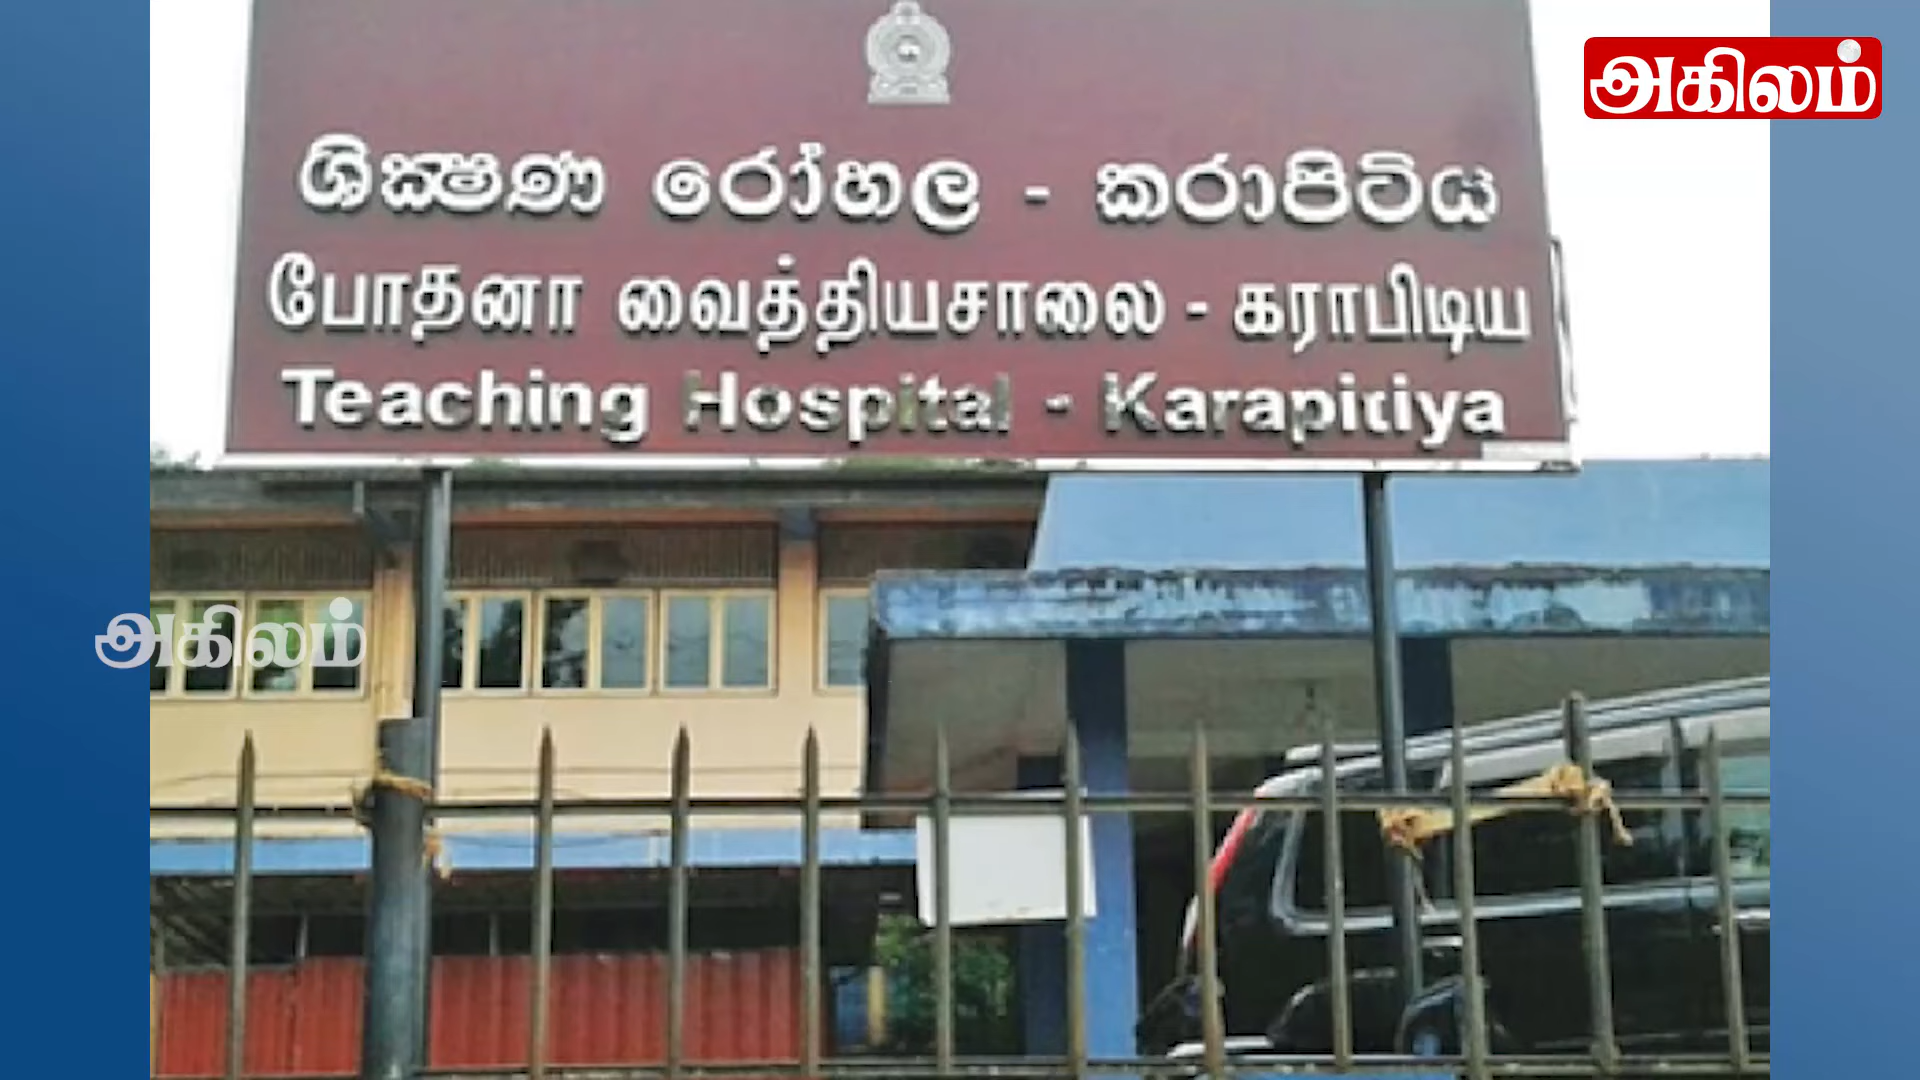 அகிலம்
ශික්ෂණ රෝහල - කරාපිටිය
போதனா வைத்தியசாலை - கராபிடிய
Teaching Hospital - Karapitiya
அகிலம்